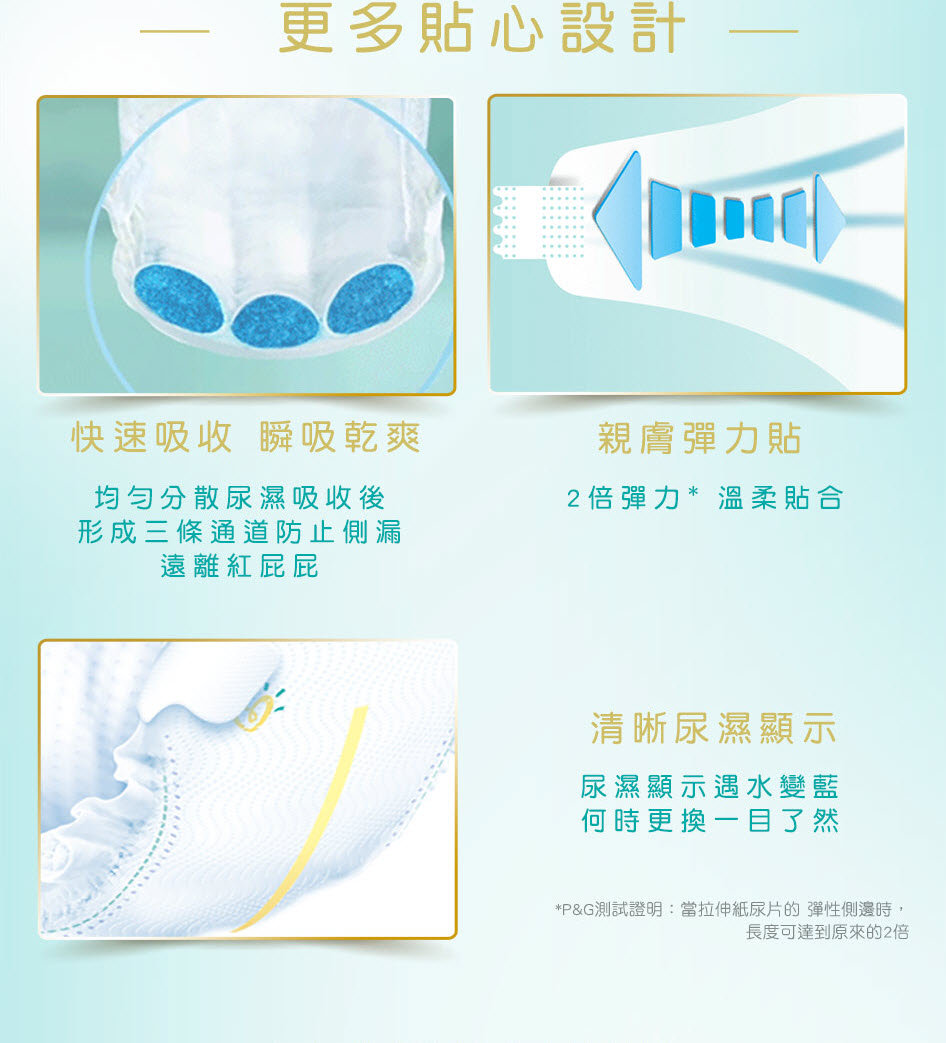 更多貼心設計
快速吸收 瞬吸乾爽
均勻分散尿濕吸收後
形成三條通道防止側漏
遠離紅屁屁
親膚彈力貼
2倍彈力* 溫柔貼合
清晰尿濕顯示
尿濕顯示遇水變藍
何時更換一目了然
*P&G測試證明：當拉伸紙尿片的 彈性側邊時，
長度可達到原來的2倍